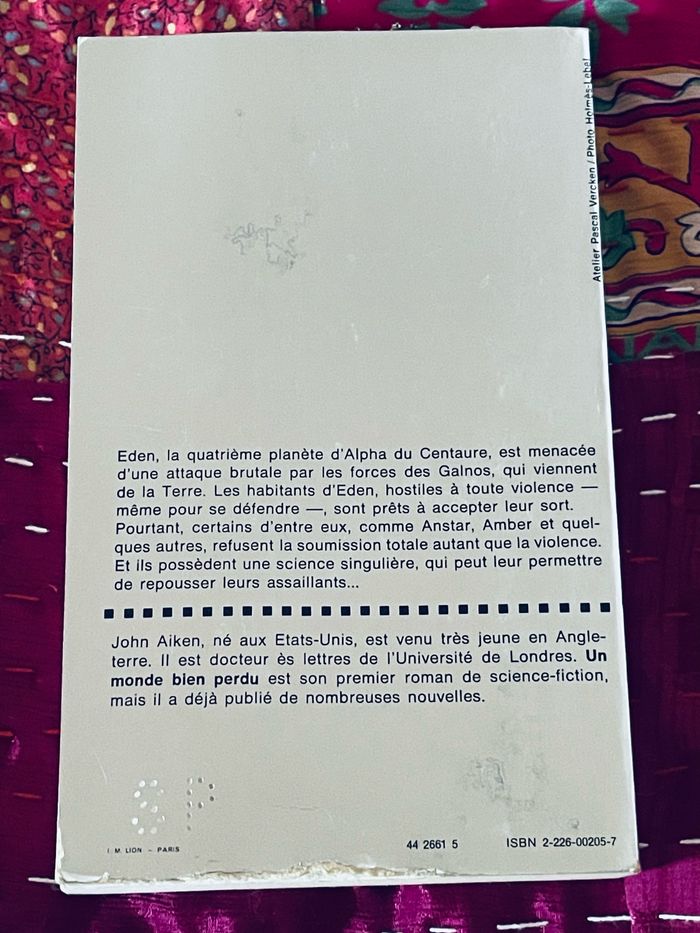 Atelier Pascal Vercken / Photo Holmès-Lebel
Eden, la quatrième planète d'Alpha du Centaure, est menacée
d'une attaque brutale par les forces des Galnos, qui viennent
de la Terre. Les habitants d'Eden, hostiles à toute violence —
même pour se défendre —, sont prêts à accepter leur sort.
Pourtant, certains d'entre eux, comme Anstar, Amber et quel-
ques autres, refusent la soumission totale autant que la violence.
Et ils possèdent une science singulière, qui peut leur permettre
de repousser leurs assaillants...
John Aiken, né aux Etats-Unis, est venu très jeune en Angle-
terre. Il est docteur ès lettres de l'Université de Londres. Un
monde bien perdu est son premier roman de science-fiction,
mais il a déjà publié de nombreuses nouvelles.
SP
I. M. LION – PARIS
44 2661 5
ISBN 2-226-00205-7